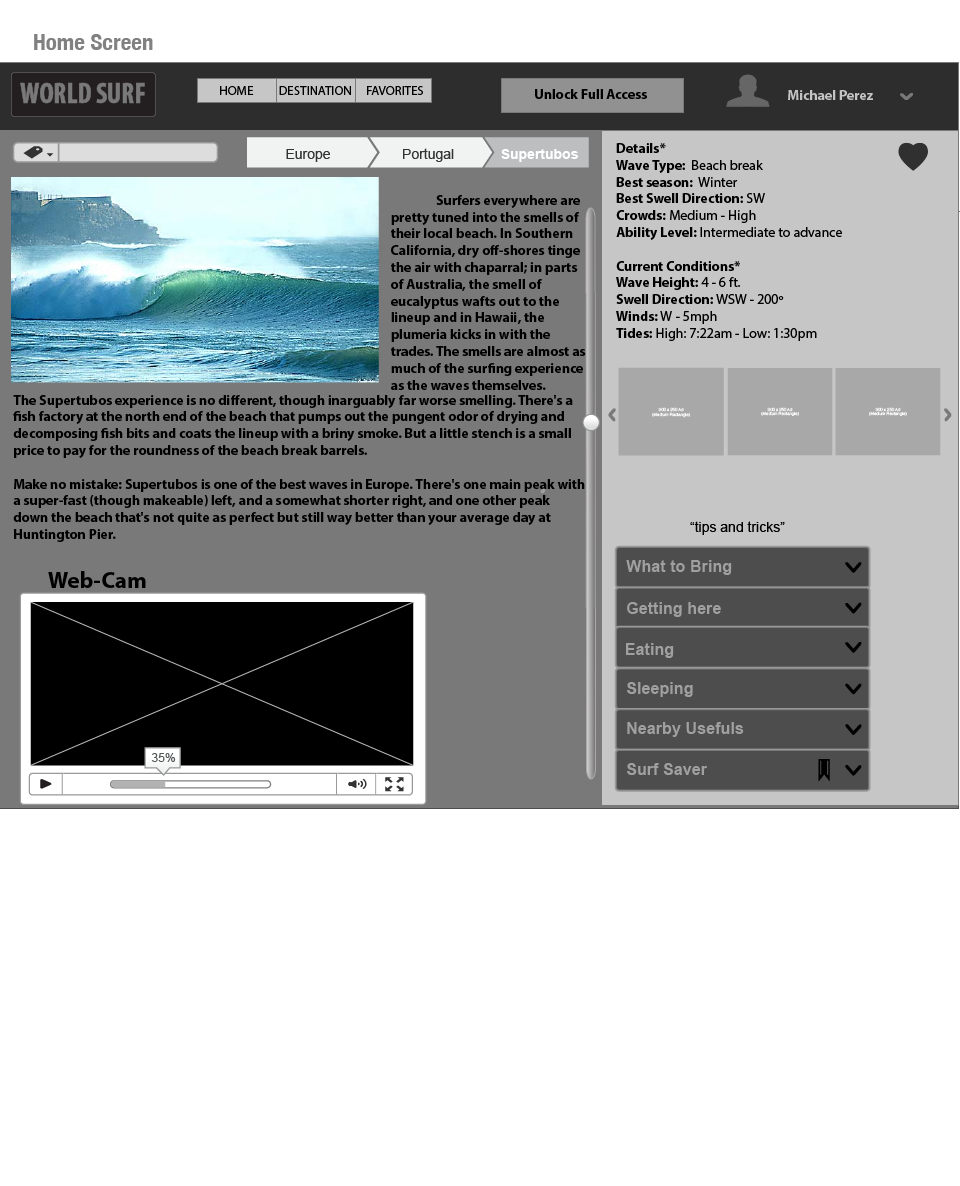 Home Screen
WORLD SURF
HOME
DESTINATION
FAVORITES
Unlock Full Access
Michael Perez
Europe
Portugal
Supertubos
Surfers everywhere are
pretty tuned into the smells of
their local beach. In Southern
California, dry off-shores tinge
the air with chaparral; in parts
of Australia, the smell of
eucalyptus wafts out to the
lineup and in Hawaii, the
plumeria kicks in with the
trades. The smells are almost as
much of the surfing experience
as the waves themselves.
The Supertubos experience is no different, though inarguably far worse smelling. There's a
fish factory at the north end of the beach that pumps out the pungent odor of drying and
decomposing fish bits and coats the lineup with a briny smoke. But a little stench is a small
price to pay for the roundness of the beach break barrels.
Make no mistake: Supertubos is one of the best waves in Europe. There's one main peak with
a super-fast (though makeable) left, and a somewhat shorter right, and one other peak
down the beach that's not quite as perfect but still way better than your average day at
Huntington Pier.
Web-Cam
35%
Details*
Wave Type: Beach break
Best season: Winter
Best Swell Direction: SW
Crowds: Medium - High
Ability Level: Intermediate to advance
Current Conditions*
Wave Height: 4 - 6 ft.
Swell Direction: WSW - 200º
Winds: W - 5mph
Tides: High: 7:22am - Low: 1:30pm
(Medium Rectangle)
(Medium Rectangle)
(Medium Rectangle)
“tips and tricks”
What to Bring
Getting here
Eating
Sleeping
Nearby Usefuls
Surf Saver